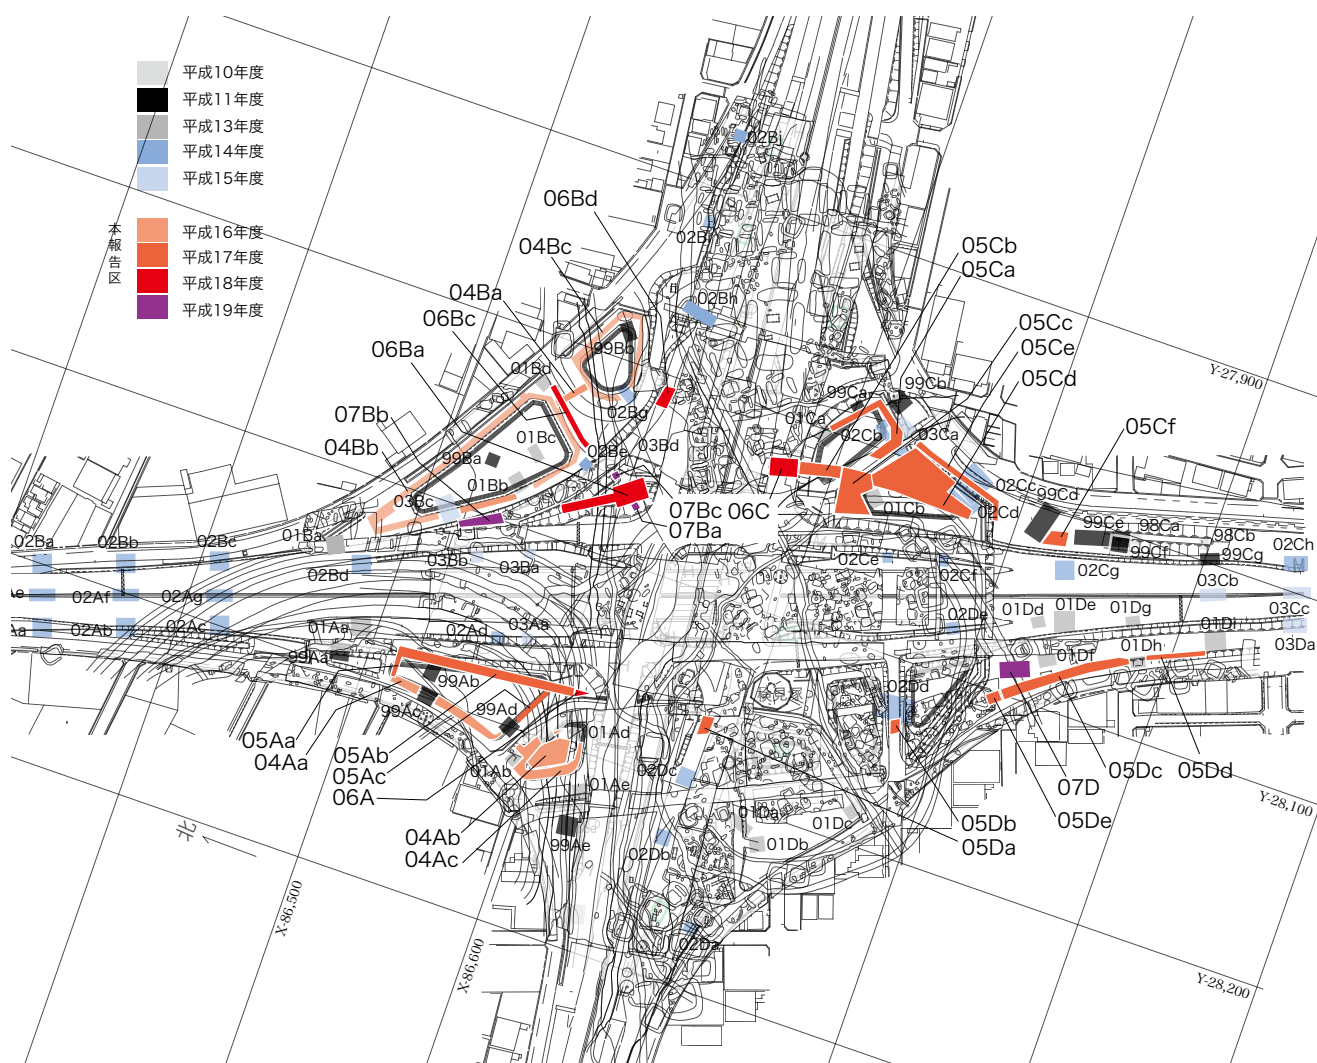 平成10年度
平成11年度
平成13年度
平成14年度
平成15年度
本報告区
平成16年度
平成17年度
平成18年度
平成19年度
02Bj
06Bd
02Bi
04Bc
05Cb
05Ca
04Ba
02Bh
06Bc
05Cc
05Ce
06Ba
99Bb
05Cd
01Bd
Y-27,900
99Ca
99Cb
07Bb
02Bg
01Ca
05Cf
04Bb
01Bc
03Bd
02Cb
03Ca
02Be
99Ba
01Bb
02Cc
99Cd
03Bc
07Bc
06C
01Cb
02Cd
07Ba
99Ce
98Ca
01Ba
98Cb
02Ba
02Bb
02Bc
99Cf
02Ch
99Cg
03Bb
03Ba
02Ce
02Bd
02Cf
02Cg
03Cb
Ae
02Af
02Ag
03Cc
01Dd
01De
01Dg
02De
Aa
02Ab
02Ac
01Aa
02Ad
03Aa
01Di
03Da
01Df
01Dh
99Aa
99Ab
02Dd
99Ac
99Ad
05Aa
01Ad
04Aa
05Ab
05Ac
01Ab
02Dc
05Dc
05Dd
06A
01Ae
07D
Y-28,100
05Db
05De
04Ab
01Da
01Dc
北
05Da
04Ac
99Ae
02Db
01Db
X-86,500
02Da
X-86,600
Y-28,200